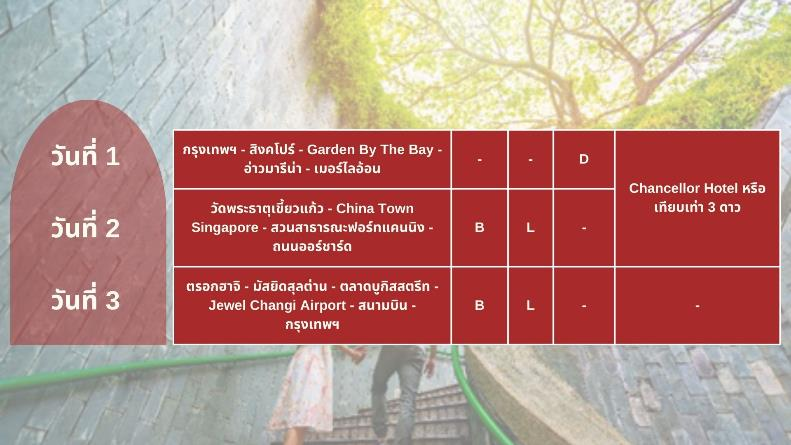 วันที่ 1
กรุงเทพฯ - สิงคโปร์ - Garden By The Bay -
อ่าวมารีน่า - เมอร์ไลอ้อน
-
-
D
Chancellor Hotel หรือ
เทียบเท่า 3 ดาว
วันที่ 2
วัดพระธาตุเขี้ยวแก้ว - China Town
Singapore - สวนสาธารณะฟอร์ทแคนนิง -
ถนนออร์ชาร์ด
B
L
-
วันที่ 3
ตรอกฮาจิ - มัสยิดสุลต่าน - ตลาดบูกิสสตรีท -
Jewel Changi Airport - สนามบิน -
กรุงเทพฯ
B
L
-
-